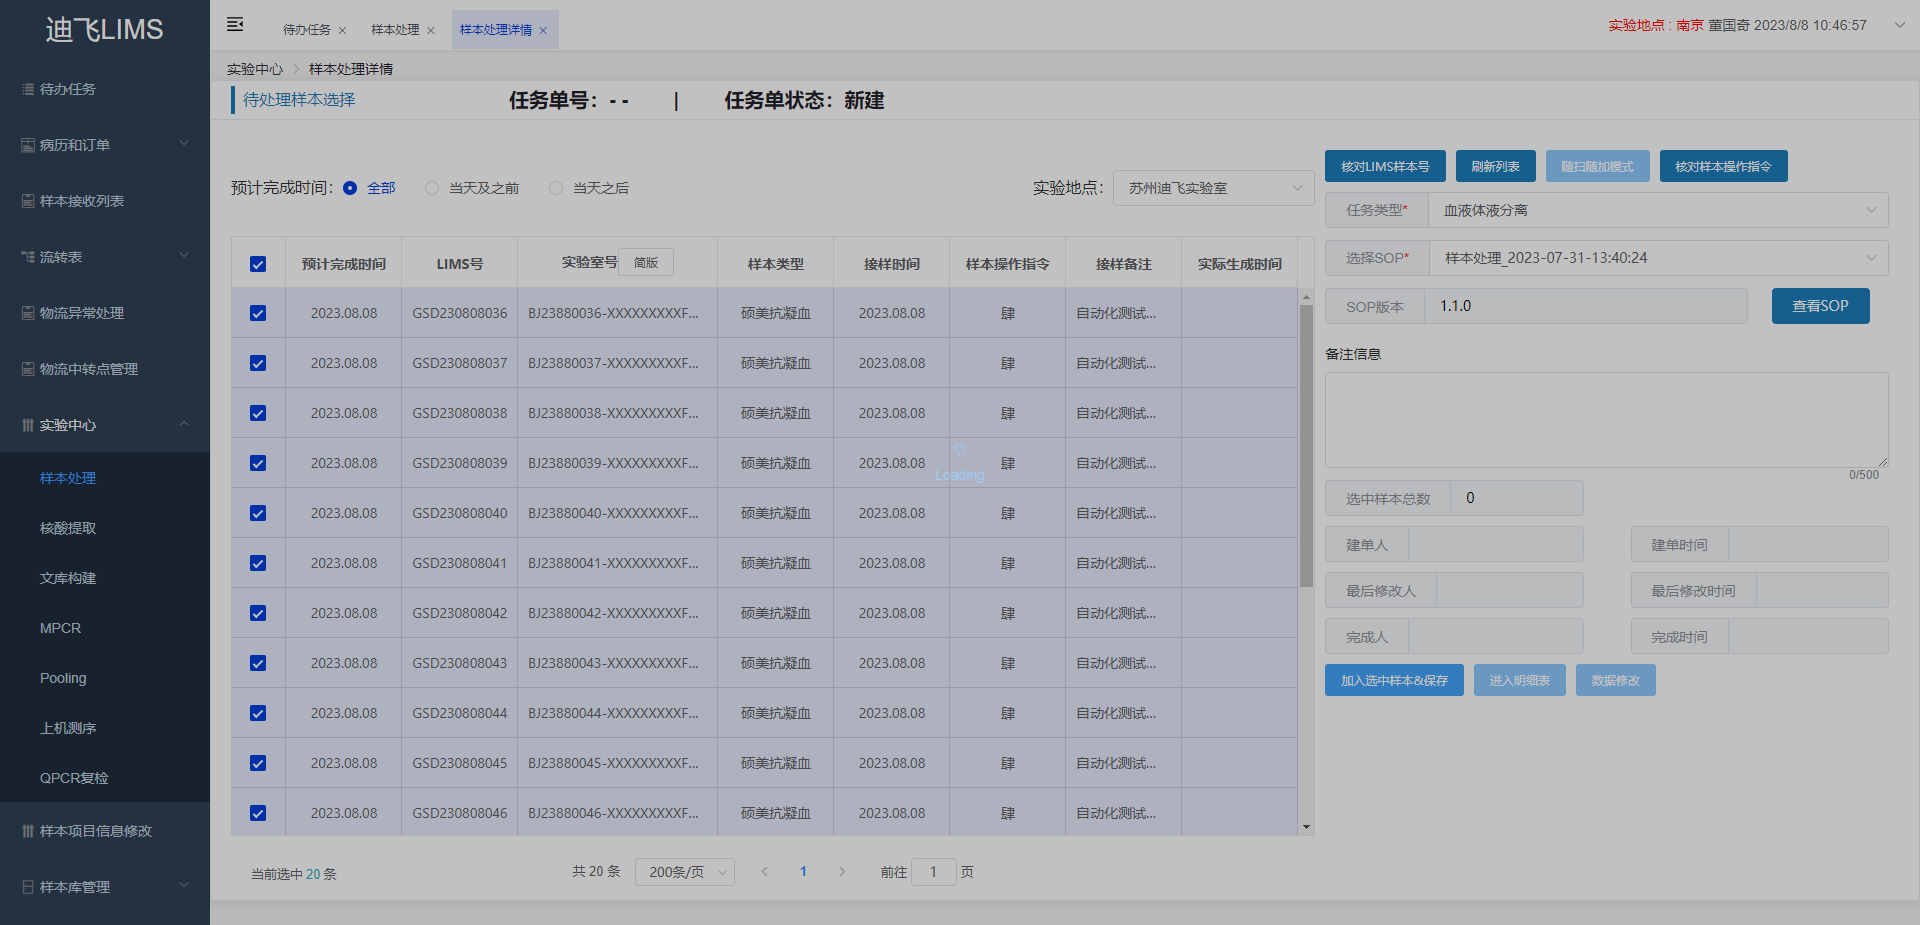 迪飞LIMS
待办任务
病历和订单
样本接收列表
流转表
物流异常处理
物流中转点管理
实验中心
样本处理
核酸提取
文库构建
MPCR
Pooling
上机测序
QPCR复检
样本项目信息修改
样本库管理
待办任务 × 样本处理 × 样本处理详情 ×
实验地点 : 南京 董国奇 2023/8/8 10:46:57
实验中心 > 样本处理详情
待处理样本选择 任务单号：- - | 任务单状态：新建
预计完成时间： 全部 当天及之前 当天之后 实验地点： 苏州迪飞实验室
预计完成时间 LIMS号 实验室号 简版 样本类型 接样时间 样本操作指令 接样备注 实际生成时间
2023.08.08 GSD230808036 BJ23880036-XXXXXXXXXF... 硕美抗凝血 2023.08.08 肆 自动化测试...
2023.08.08 GSD230808037 BJ23880037-XXXXXXXXXF... 硕美抗凝血 2023.08.08 肆 自动化测试...
2023.08.08 GSD230808038 BJ23880038-XXXXXXXXXF... 硕美抗凝血 2023.08.08 肆 自动化测试...
2023.08.08 GSD230808039 BJ23880039-XXXXXXXXXF... 硕美抗凝血 2023.08.08 肆 自动化测试...
Loading
2023.08.08 GSD230808040 BJ23880040-XXXXXXXXXF... 硕美抗凝血 2023.08.08 肆 自动化测试...
2023.08.08 GSD230808041 BJ23880041-XXXXXXXXXF... 硕美抗凝血 2023.08.08 肆 自动化测试...
2023.08.08 GSD230808042 BJ23880042-XXXXXXXXXF... 硕美抗凝血 2023.08.08 肆 自动化测试...
2023.08.08 GSD230808043 BJ23880043-XXXXXXXXXF... 硕美抗凝血 2023.08.08 肆 自动化测试...
2023.08.08 GSD230808044 BJ23880044-XXXXXXXXXF... 硕美抗凝血 2023.08.08 肆 自动化测试...
2023.08.08 GSD230808045 BJ23880045-XXXXXXXXXF... 硕美抗凝血 2023.08.08 肆 自动化测试...
2023.08.08 GSD230808046 BJ23880046-XXXXXXXXXF... 硕美抗凝血 2023.08.08 肆 自动化测试...
当前选中 20 条 共 20 条 200条/页 < 1 > 前往 1 页
核对LIMS样本号 刷新列表 随扫随加模式 核对样本操作指令
任务类型* 血液体液分离
选择SOP* 样本处理_2023-07-31-13:40:24
SOP版本 1.1.0 查看SOP
备注信息
0/500
选中样本总数 0
建单人 建单时间
最后修改人 最后修改时间
完成人 完成时间
加入选中样本&保存 进入明细表 数据修改